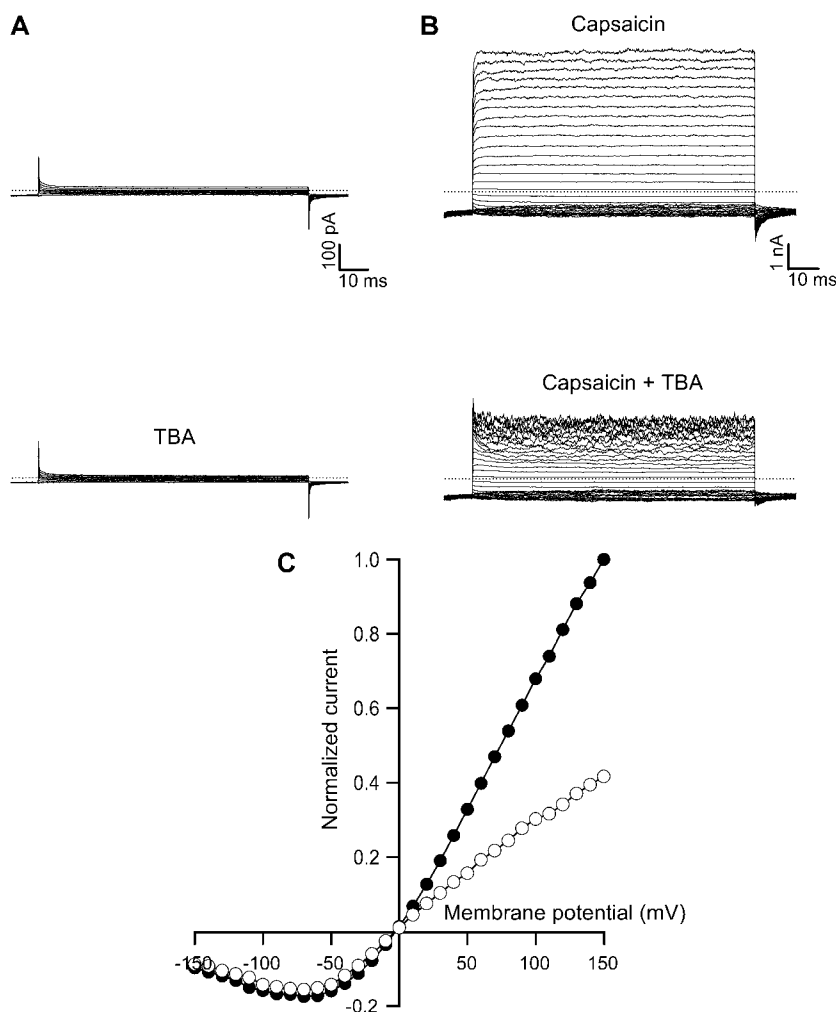 A
B
Capsaicin
100 pA
10 ms
1 nA
10 ms
TBA
Capsaicin + TBA
C
Normalized current
1.0
0.8
0.6
0.4
0.2
-0.2
Membrane potential (mV)
-150
-100
-50
50
100
150